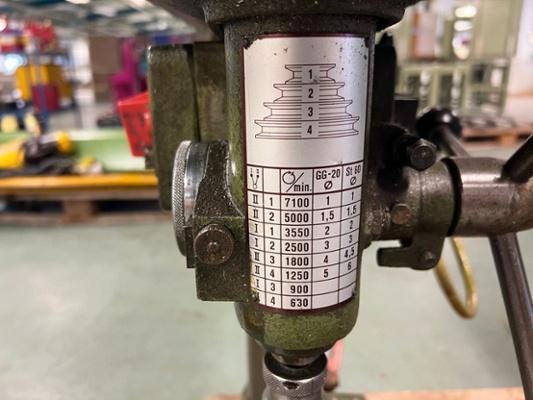 1
2
3
4
/min. GG-20 Ø St 60 Ø
II 1 7100 1 1
II 2 5000 1,5 1,5
I 1 3550 2 2
I 2 2500 3 3
II 3 1800 4 4,5
II 4 1250 5 6
I 3 900
4 630